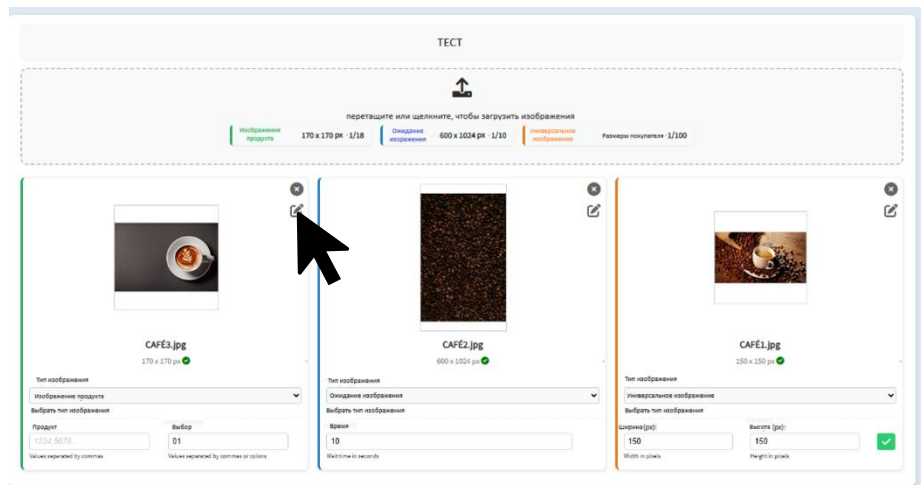 ТЕСТ
перетащите или щелкните, чтобы загрузить изображения
Изображение продукта 170 x 170 px · 1/18 Ожидание изоражения 600 x 1024 px · 1/10 Универсальное изображение Размеры покупателя · 1/100
CAFÉ3.jpg
170 x 170 px
Тип изображения
Изображение продукта
Выбрать тип изображения
Продукт Выбор
1234,5678... 01
Values seperated by commas Values seperated by commas or colons
CAFÉ2.jpg
600 x 1024 px
Тип изображения
Ожидание изображения
Выбрать тип изображения
Время
10
Wait time in seconds
CAFÉ1.jpg
150 x 150 px
Тип изображения
Универсальное изображение
Выбрать тип изображения
Ширина(px): Высота (px):
150 150
Width in pixels Height in pixels